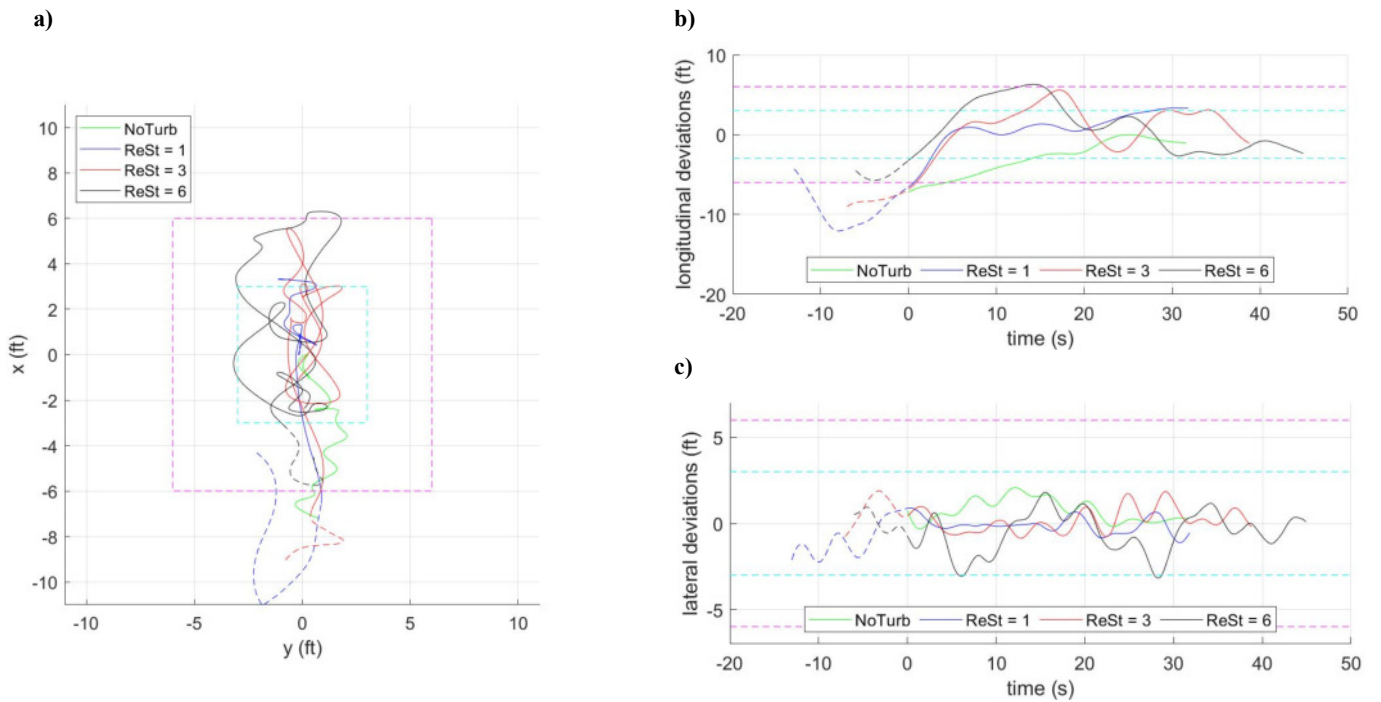 a)
NoTurb
ReSt = 1
ReSt = 3
ReSt = 6
10
8
6
4
2
0
-2
-4
-6
-8
-10
x (ft)
-10 -5 0 5 10
y (ft)
b)
longitudinal deviations (ft)
10
0
-10
-20
NoTurb ReSt = 1 ReSt = 3 ReSt = 6
-20 -10 0 10 20 30 40 50
time (s)
c)
lateral deviations (ft)
5
0
-5
NoTurb ReSt = 1 ReSt = 3 ReSt = 6
-20 -10 0 10 20 30 40 50
time (s)